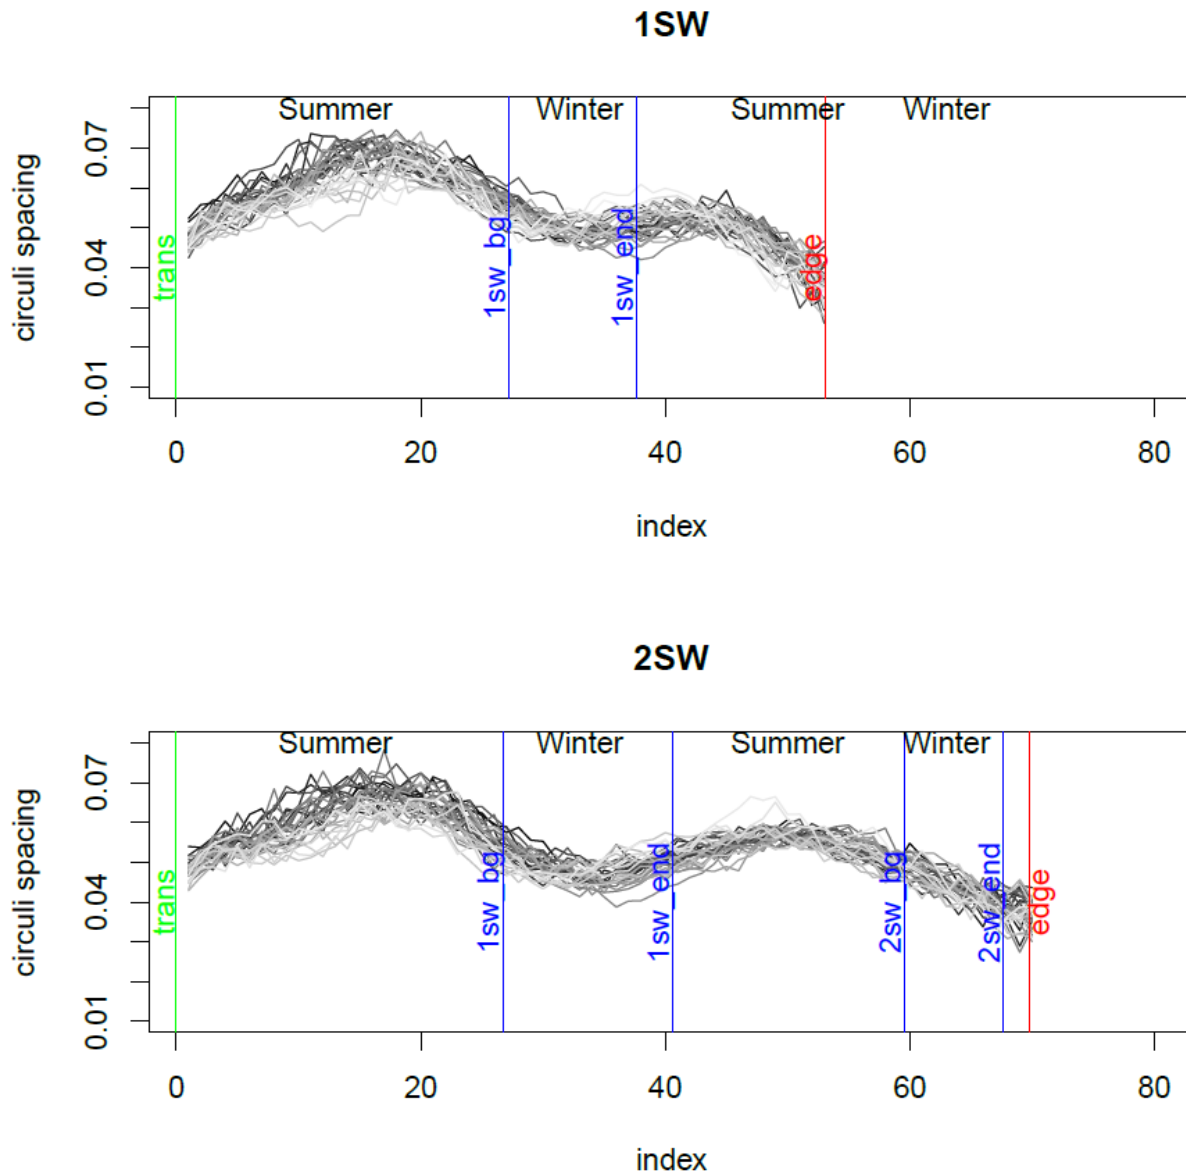 1SW
Summer Winter Summer Winter
circuli spacing
0.07
0.04
0.01
trans
1sw_bg
1sw_end
edge
0 20 40 60 80
index
2SW
Summer Winter Summer Winter
circuli spacing
0.07
0.04
0.01
trans
1sw_bg
1sw_end
2sw_bg
2sw_end
edge
0 20 40 60 80
index